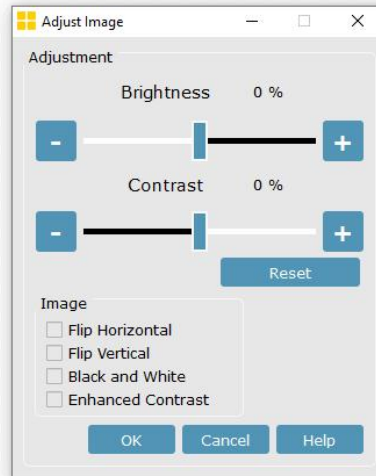 Adjust Image
Adjustment
Brightness 0 %
- +
Contrast 0 %
- +
Reset
Image
Flip Horizontal
Flip Vertical
Black and White
Enhanced Contrast
OK Cancel Help